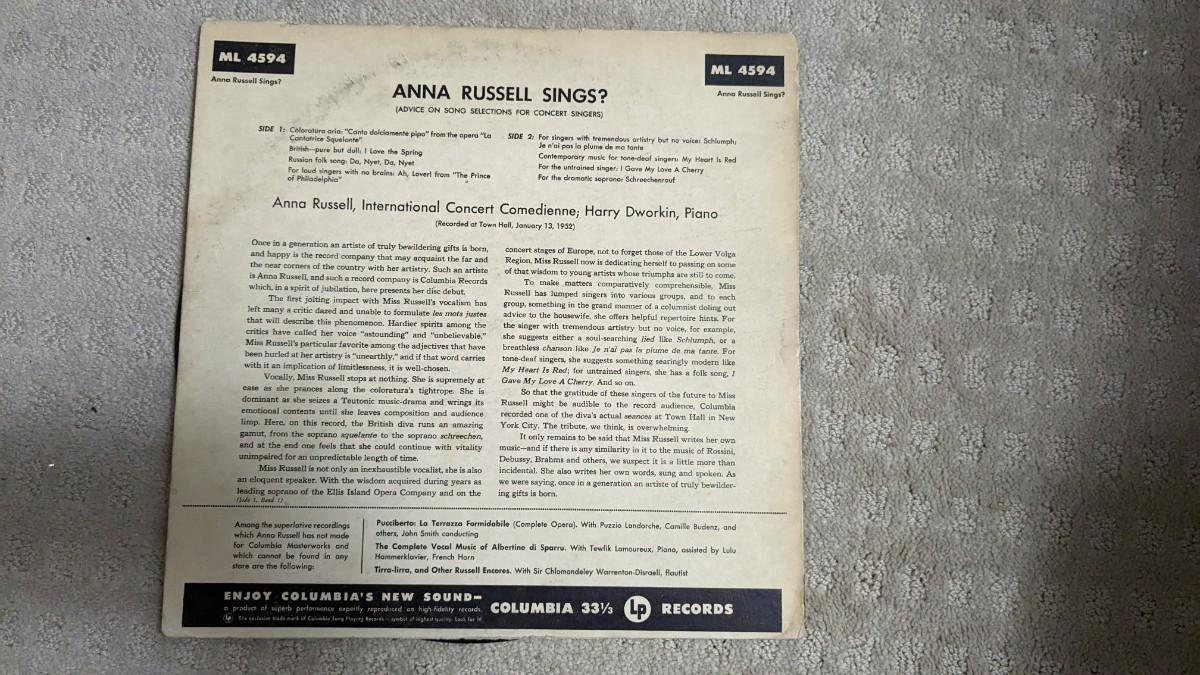 ML 4594
Anna Russell Sings?
ML 4594
Anna Russell Sings?
ANNA RUSSELL SINGS?
(ADVICE ON SONG SELECTIONS FOR CONCERT SINGERS)
SIDE 1: Coloratura aria: "Canto dolciamente pipo" from the opera "La
Cantatrice Squelante"
British—pure but dull: I Love the Spring
Russian folk song: Da, Nyet, Da, Nyet
For loud singers with no brains: Ah, Lover! from "The Prince
of Philadelphia"
SIDE 2: For singers with tremendous artistry but no voice: Schlumph;
Je n'ai pas la plume de ma tante
Contemporary music for tone-deaf singers: My Heart Is Red
For the untrained singer: I Gave My Love A Cherry
For the dramatic soprano: Schreechenrauf
Anna Russell, International Concert Comedienne; Harry Dworkin, Piano
(Recorded at Town Hall, January 13, 1952)
Once in a generation an artiste of truly bewildering gifts is born,
and happy is the record company that may acquaint the far and
the near corners of the country with her artistry. Such an artiste
is Anna Russell, and such a record company is Columbia Records
which, in a spirit of jubilation, here presents her disc debut.
The first jolting impact with Miss Russell's vocalism has
left many a critic dazed and unable to formulate les mots justes
that will describe this phenomenon. Hardier spirits among the
critics have called her voice "astounding" and "unbelievable,"
Miss Russell's particular favorite among the adjectives that have
been hurled at her artistry is "unearthly," and if that word carries
with it an implication of limitlessness, it is well-chosen.
Vocally, Miss Russell stops at nothing. She is supremely at
ease as she prances along the coloratura's tightrope. She is
dominant as she seizes a Teutonic music-drama and wrings its
emotional contents until she leaves composition and audience
limp. Here, on this record, the British diva runs an amazing
gamut, from the soprano squelante to the soprano schreechen,
and at the end one feels that she could continue with vitality
unimpaired for an unpredictable length of time.
Miss Russell is not only an inexhaustible vocalist, she is also
an eloquent speaker. With the wisdom acquired during years as
leading soprano of the Ellis Island Opera Company and on the
(Side 1, Band 1)
concert stages of Europe, not to forget those of the Lower Volga
Region, Miss Russell now is dedicating herself to passing on some
of that wisdom to young artists whose triumphs are still to come.
To make matters comparatively comprehensible, Miss
Russell has lumped singers into various groups, and to each
group, something in the grand manner of a columnist doling out
advice to the housewife, she offers helpful repertoire hints. For
the singer with tremendous artistry but no voice, for example,
she suggests either a soul-searching lied like Schlumph, or a
breathless chanson like Je n'ai pas la plume de ma tante. For
tone-deaf singers, she suggests something searingly modern like
My Heart Is Red; for untrained singers, she has a folk song, I
Gave My Love A Cherry. And so on.
So that the gratitude of these singers of the future to Miss
Russell might be audible to the record audience, Columbia
recorded one of the diva's actual seances at Town Hall in New
York City. The tribute, we think, is overwhelming.
It only remains to be said that Miss Russell writes her own
music—and if there is any similarity in it to the music of Rossini,
Debussy, Brahms and others, we suspect it is a little more than
incidental. She also writes her own words, sung and spoken. As
we were saying, once in a generation an artiste of truly bewilder-
ing gifts is born.
Among the superlative recordings
which Anna Russell has not made
for Columbia Masterworks and
which cannot be found in any
store are the following:
Pucciberto: La Terrazza Formidabile (Complete Opera). With Puzzio Landorche, Camille Budenz, and
others, John Smith conducting
The Complete Vocal Music of Albertine di Sparru. With Tewfik Lamoureux, Piano, assisted by Lulu
Hammerklavier, French Horn
Tirra-lirra, and Other Russell Encores. With Sir Chlomondeley Warrenton-Disraeli, flautist
ENJOY COLUMBIA'S NEW SOUND—
a product of superb performance expertly reproduced on high-fidelity records.
Lp The exclusive trade-mark of Columbia Long Playing Records — symbol of highest quality. Look for it!
COLUMBIA 33⅓ Lp RECORDS